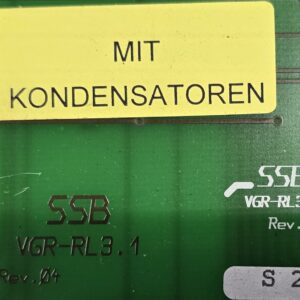 MIT
KONDENSATOREN
SSB
VGR-RL3.1
Rev.04
SSB
VGR-RL3
Rev.
S 2